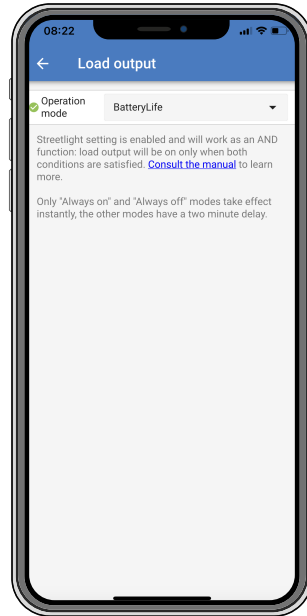 08:22
Load output
Operation
mode
BatteryLife
Streetlight setting is enabled and will work as an AND
function: load output will be on only when both
conditions are satisfied. Consult the manual to learn
more.
Only "Always on" and "Always off" modes take effect
instantly, the other modes have a two minute delay.